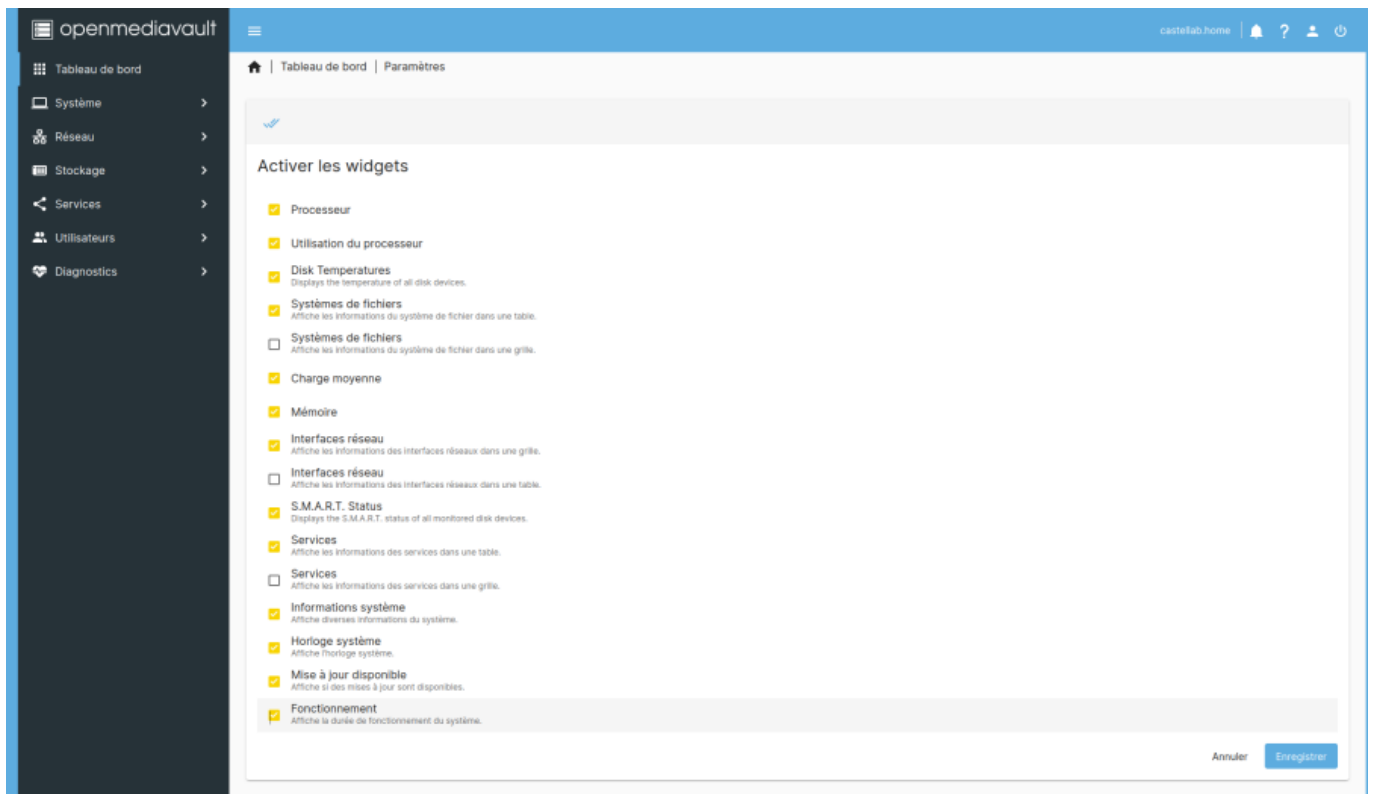 openmediavault
castellab.home
Tableau de bord
Système
Réseau
Stockage
Services
Utilisateurs
Diagnostics
Tableau de bord | Paramètres
Activer les widgets
Processeur
Utilisation du processeur
Disk Temperatures
Displays the temperature of all disk devices.
Systèmes de fichiers
Affiche les informations du système de fichier dans une table.
Systèmes de fichiers
Affiche les informations du système de fichier dans une grille.
Charge moyenne
Mémoire
Interfaces réseau
Affiche les informations des interfaces réseaux dans une grille.
Interfaces réseau
Affiche les informations des interfaces réseaux dans une table.
S.M.A.R.T. Status
Displays the S.M.A.R.T. status of all monitored disk devices.
Services
Affiche les informations des services dans une table.
Services
Affiche les informations des services dans une grille.
Informations système
Affiche diverses informations du système.
Horloge système
Affiche l'horloge système.
Mise à jour disponible
Affiche si des mises à jour sont disponibles.
Fonctionnement
Affiche la durée de fonctionnement du système.
Annuler
Enregistrer